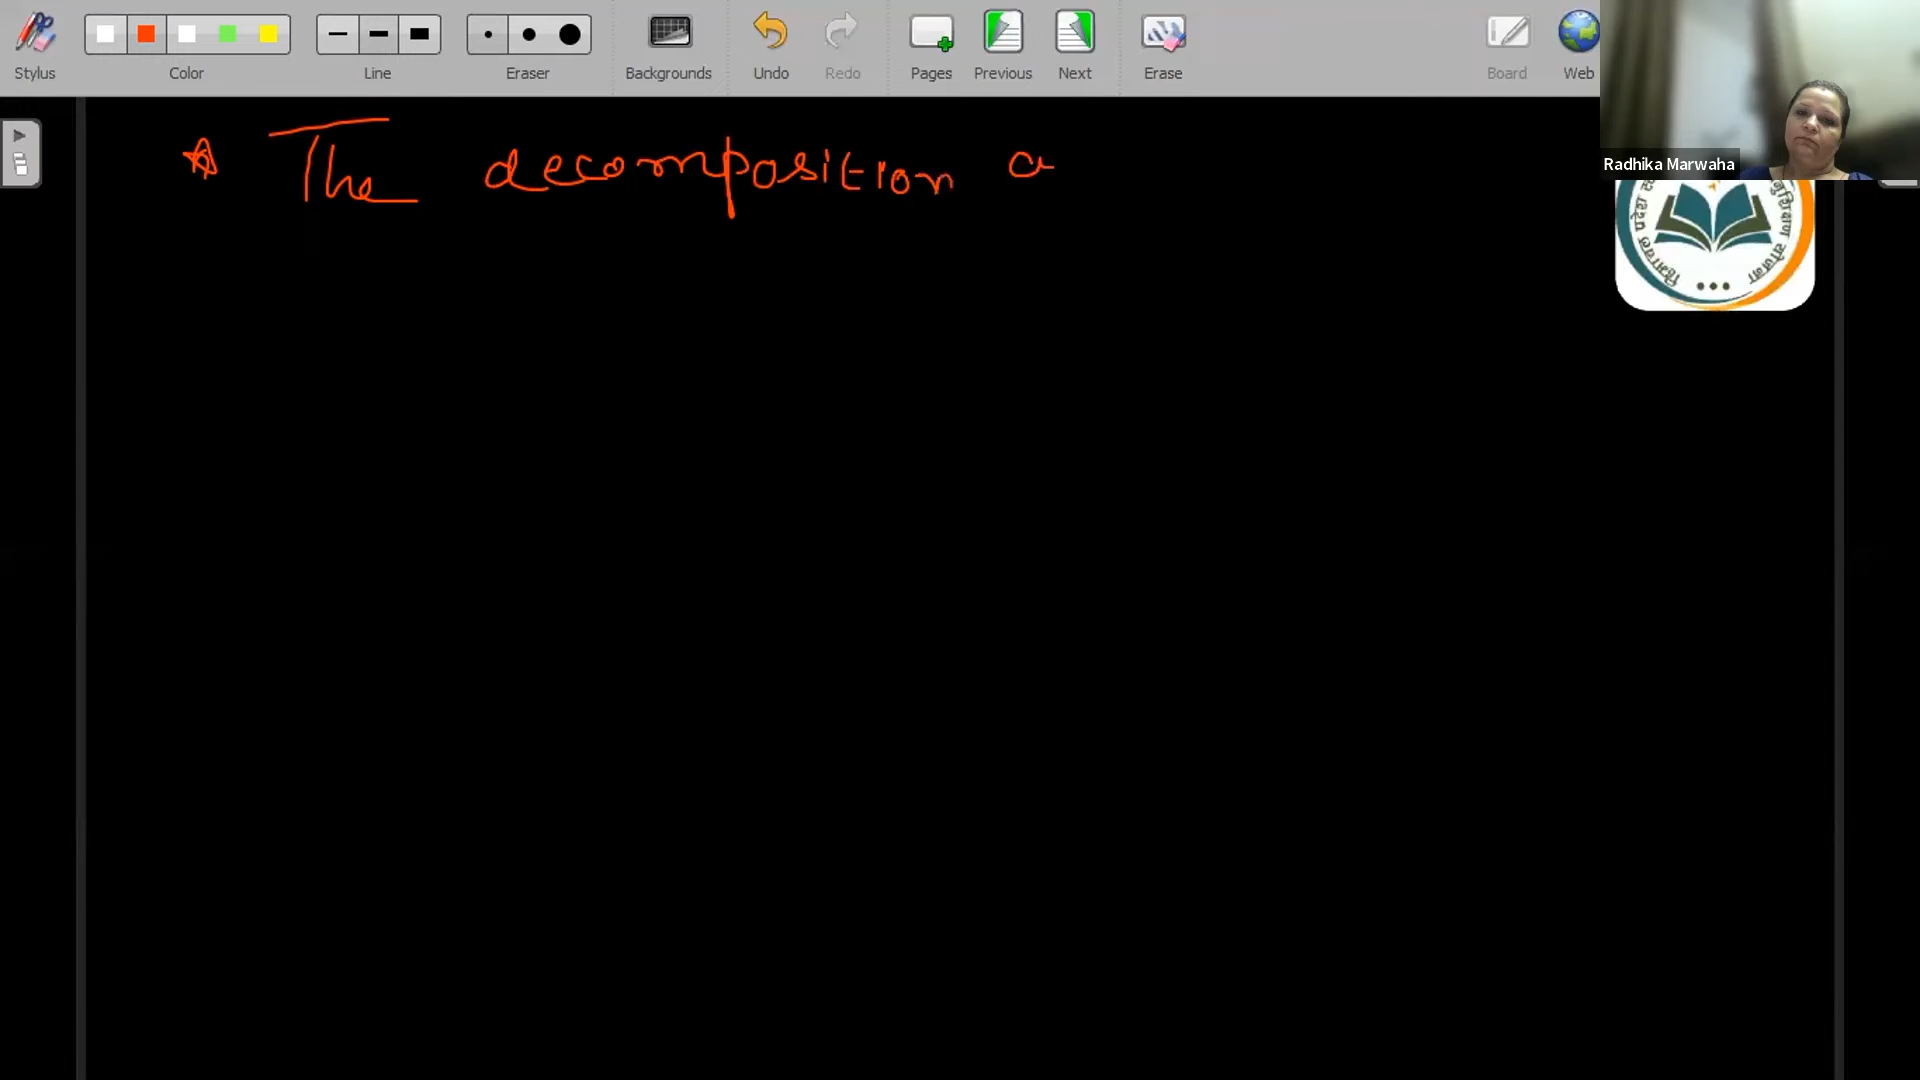 Stylus
Color
Line
Eraser
Backgrounds
Undo
Redo
Pages
Previous
Next
Erase
Board
Web
Radhika Marwaha
The decomposition